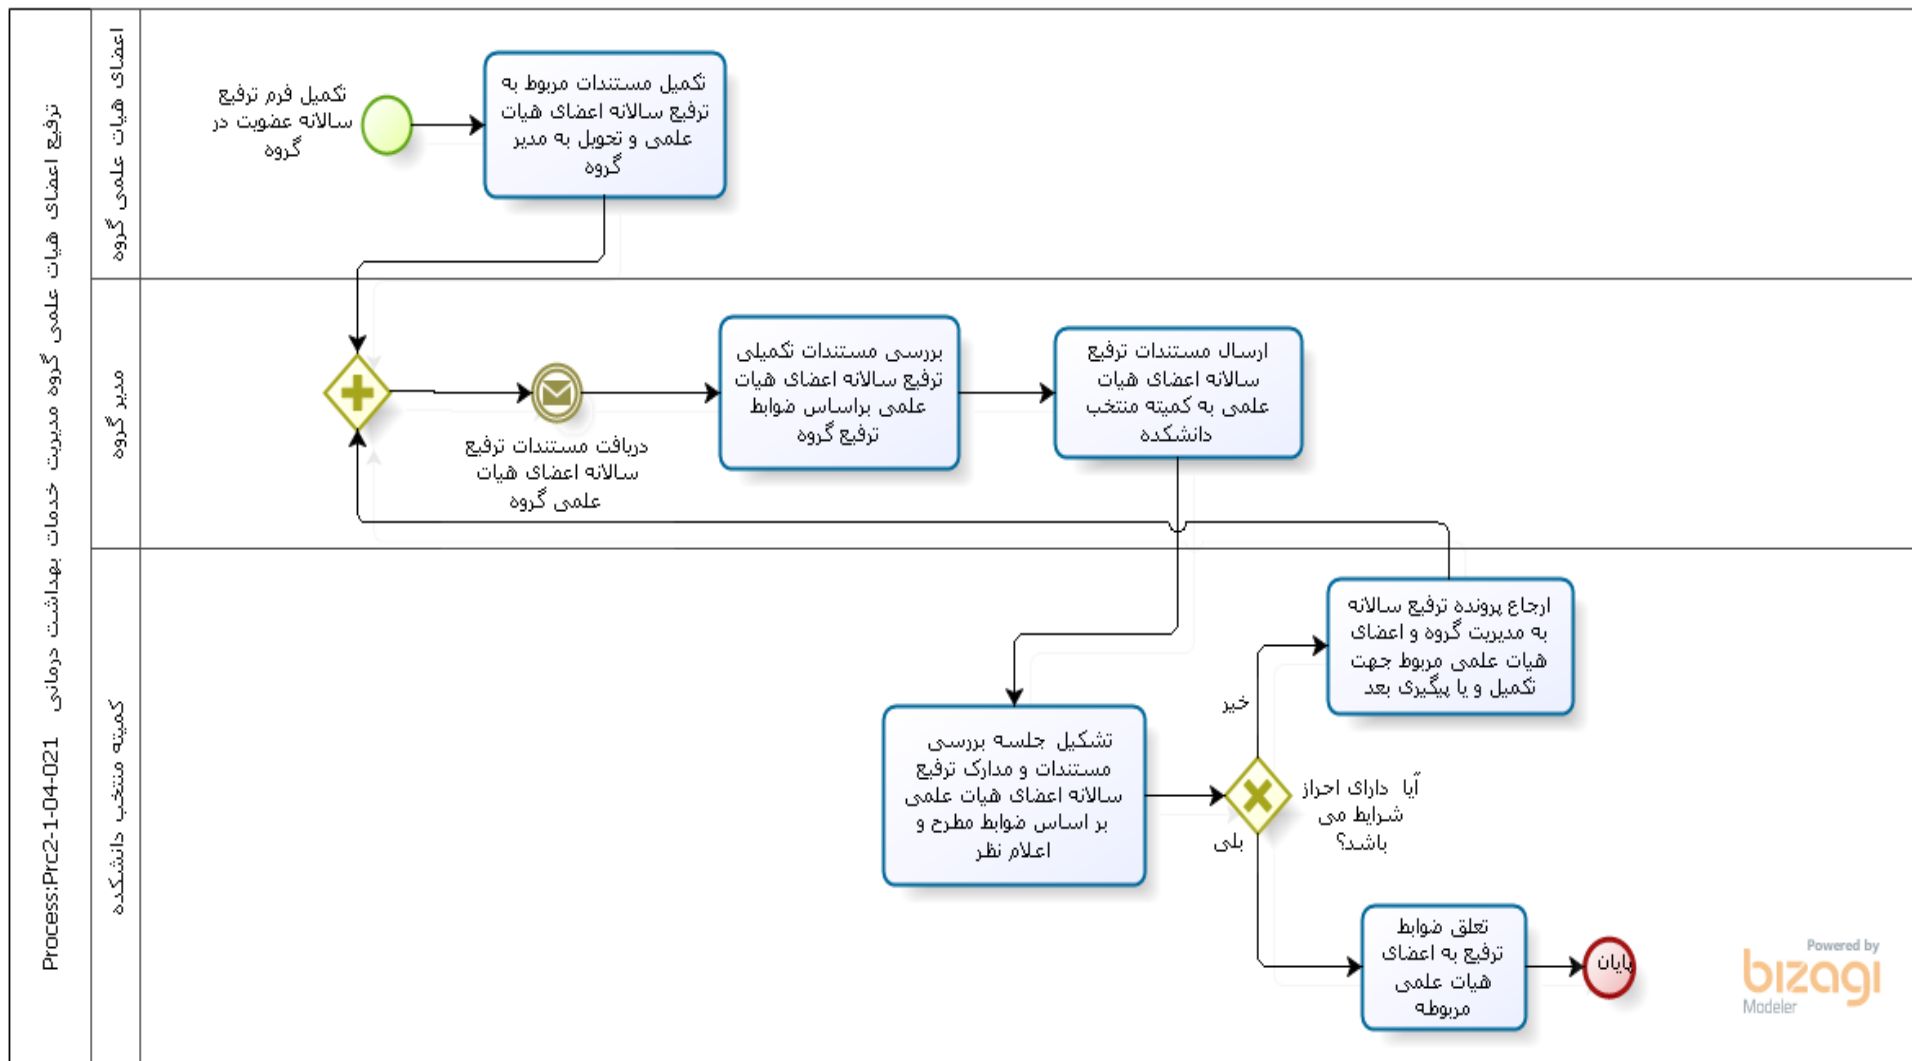 Process:Prc2-1-04-021 ترفیع اعضای هیات علمی گروه مدیریت خدمات بهداشت درمانی
اعضای هیات علمی گروه
تکمیل فرم ترفیع
سالانه عضویت در
گروه
تکمیل مستندات مربوط به
ترفیع سالانه اعضای هیات
علمی و تحویل به مدیر
گروه
مدیر گروه
دریافت مستندات ترفیع
سالانه اعضای هیات
علمی گروه
بررسی مستندات تکمیلی
ترفیع سالانه اعضای هیات
علمی براساس ضوابط
ترفیع گروه
ارسال مستندات ترفیع
سالانه اعضای هیات
علمی به کمیته منتخب
دانشکده
کمیته منتخب دانشکده
تشکیل جلسه بررسی
مستندات و مدارک ترفیع
سالانه اعضای هیات علمی
بر اساس ضوابط مطرح و
اعلام نظر
آیا دارای احراز
شرایط می
باشد؟
خیر
ارجاع پرونده ترفیع سالانه
به مدیریت گروه و اعضای
هیات علمی مربوط جهت
تکمیل و یا پیگیری بعد
بلی
تعلق ضوابط
ترفیع به اعضای
هیات علمی
مربوطه
پایان
Powered by
bizagi
Modeler